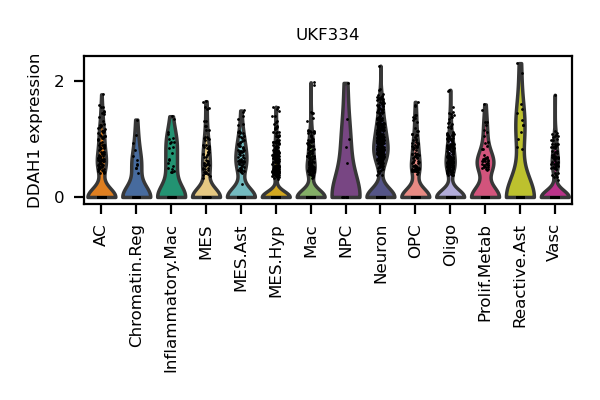 UKF334
DDAH1 expression
2
0
AC
Chromatin.Reg
Inflammatory.Mac
MES
MES.Ast
MES.Hyp
Mac
NPC
Neuron
OPC
Oligo
Prolif.Metab
Reactive.Ast
Vasc